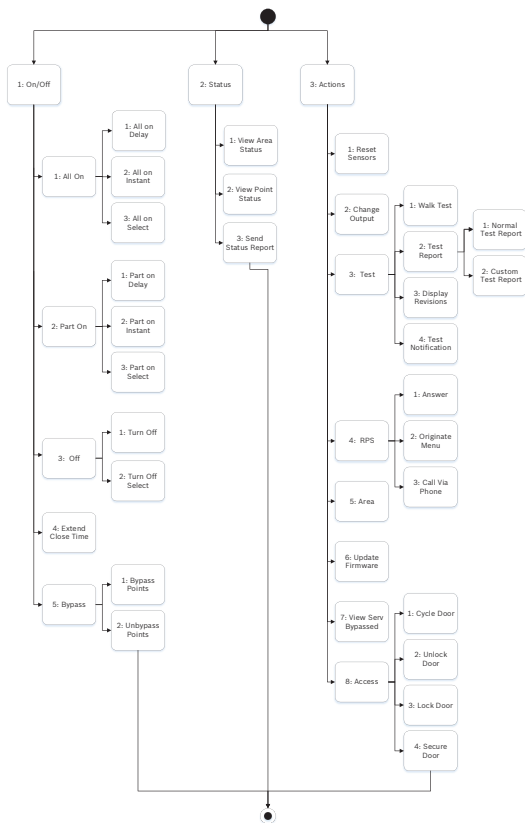 1: On/Off
2: Status
3: Actions
1: All On
1: All on
Delay
2: All on
Instant
3: All on
Select
2: Part On
1: Part on
Delay
2: Part on
Instant
3: Part on
Select
3: Off
1: Turn Off
2: Turn Off
Select
4: Extend
Close Time
5: Bypass
1: Bypass
Points
2: Unbypass
Points
1: View Area
Status
2: View Point
Status
3: Send
Status Report
1: Reset
Sensors
2: Change
Output
3: Test
1: Walk Test
2: Test
Report
1: Normal
Test Report
2: Custom
Test Report
3: Display
Revisions
4: Test
Notification
4: RPS
1: Answer
2: Originate
Menu
3: Call Via
Phone
5: Area
6: Update
Firmware
7: View Serv
Bypassed
8: Access
1: Cycle Door
2: Unlock
Door
3: Lock Door
4: Secure
Door